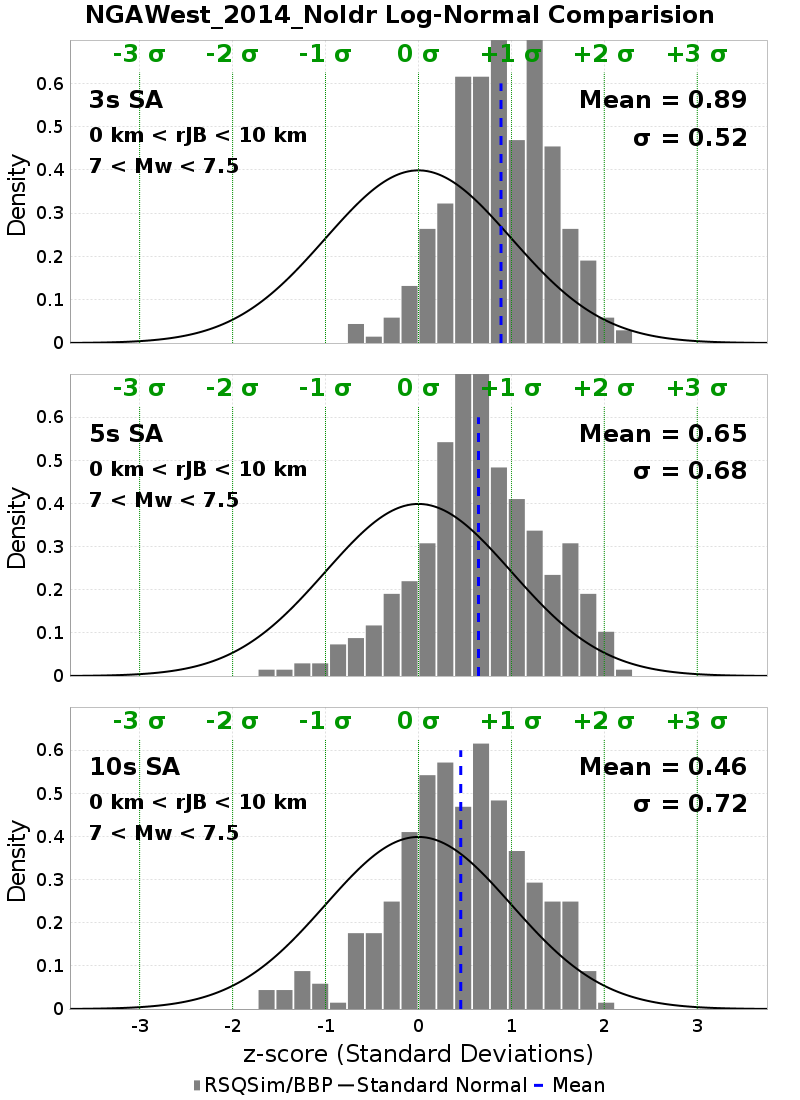 NGAWest_2014_NoIdr Log-Normal Comparision
-3 σ -2 σ -1 σ 0 σ +1 σ +2 σ +3 σ
3s SA
0 km < rJB < 10 km
7 < Mw < 7.5
Mean = 0.89
σ = 0.52
Density
0.6
0.5
0.4
0.3
0.2
0.1
0
-3 σ -2 σ -1 σ 0 σ +1 σ +2 σ +3 σ
5s SA
0 km < rJB < 10 km
7 < Mw < 7.5
Mean = 0.65
σ = 0.68
Density
0.6
0.5
0.4
0.3
0.2
0.1
0
-3 σ -2 σ -1 σ 0 σ +1 σ +2 σ +3 σ
10s SA
0 km < rJB < 10 km
7 < Mw < 7.5
Mean = 0.46
σ = 0.72
Density
0.6
0.5
0.4
0.3
0.2
0.1
0
-3 -2 -1 0 1 2 3
z-score (Standard Deviations)
RSQSim/BBP Standard Normal Mean